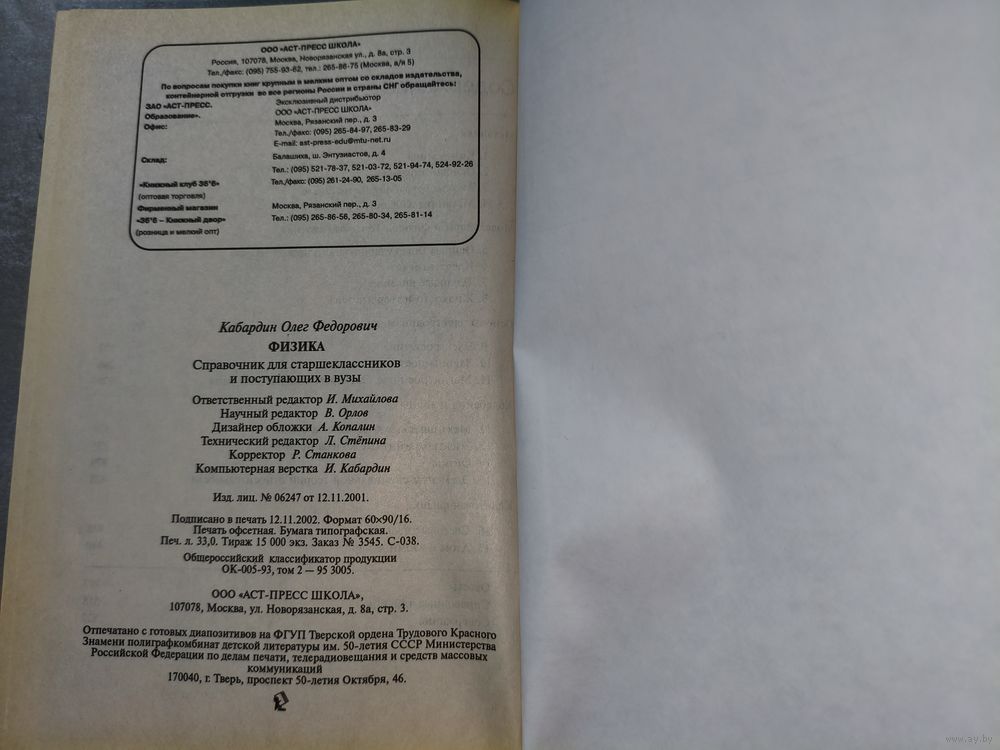 ООО «АСТ-ПРЕСС ШКОЛА»
Россия, 107078, Москва, Новорязанская ул., д. 8а, стр. 3
Тел./факс: (095) 755-93-62, тел.: 265-86-75 (Москва, а/я 5)
По вопросам покупки книг крупным и мелким оптом со складов издательства,
контейнерной отгрузки во все регионы России и страны СНГ обращайтесь:
ЗАО «АСТ-ПРЕСС. Эксклюзивный дистрибьютор
Образование». ООО «АСТ-ПРЕСС ШКОЛА»
Офис: Москва, Рязанский пер., д. 3
Тел./факс: (095) 265-84-97, 265-83-29
E-mail: ast-press-edu@mtu-net.ru
Склад: Балашиха, ш. Энтузиастов, д. 4
Тел.: (095) 521-78-37, 521-03-72, 521-94-74, 524-92-26
«Книжный клуб 36'6» Тел./факс: (095) 261-24-90, 265-13-05
(оптовая торговля)
Фирменный магазин Москва, Рязанский пер., д. 3
«36'6 – Книжный двор» Тел.: (095) 265-86-56, 265-80-34, 265-81-14
(розница и мелкий опт)
Кабардин Олег Федорович
ФИЗИКА
Справочник для старшеклассников
и поступающих в вузы
Ответственный редактор И. Михайлова
Научный редактор В. Орлов
Дизайнер обложки А. Копалин
Технический редактор Л. Стёпина
Корректор Р. Станкова
Компьютерная верстка И. Кабардин
Изд. лиц. № 06247 от 12.11.2001.
Подписано в печать 12.11.2002. Формат 60×90/16.
Печать офсетная. Бумага типографская.
Печ. л. 33,0. Тираж 15 000 экз. Заказ № 3545. С-038.
Общероссийский классификатор продукции
ОК-005-93, том 2 — 95 3005.
ООО «АСТ-ПРЕСС ШКОЛА»,
107078, Москва, ул. Новорязанская, д. 8а, стр. 3.
Отпечатано с готовых диапозитивов на ФГУП Тверской ордена Трудового Красного
Знамени полиграфкомбинат детской литературы им. 50-летия СССР Министерства
Российской Федерации по делам печати, телерадиовещания и средств массовых
коммуникаций
170040, г. Тверь, проспект 50-летия Октября, 46.
www.ay.by